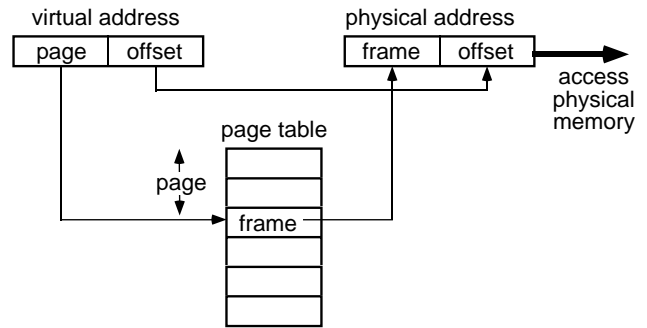 virtual address
physical address
page offset
frame offset
access
physical
memory
page table
page
frame